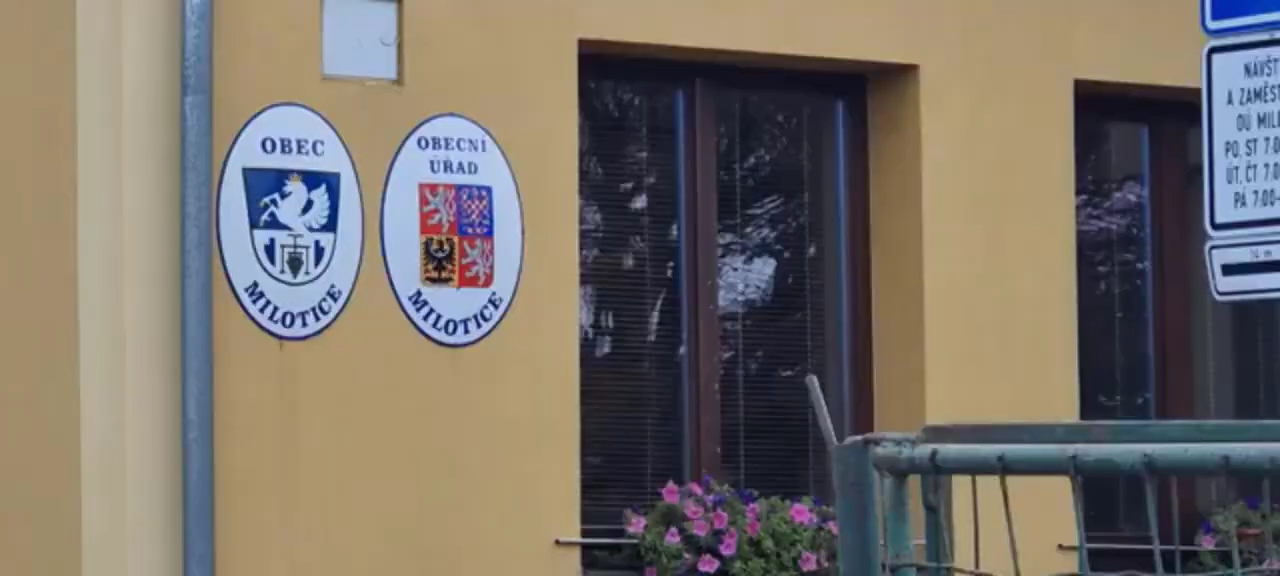 OBEC
MILOTICE
OBECNÍ
ÚŘAD
MILOTICE
NÁVŠT
A ZAMĚST
OÚ MIL
PO, ST 7:0
ÚT, ČT 7:0
PÁ 7:00-
14 m